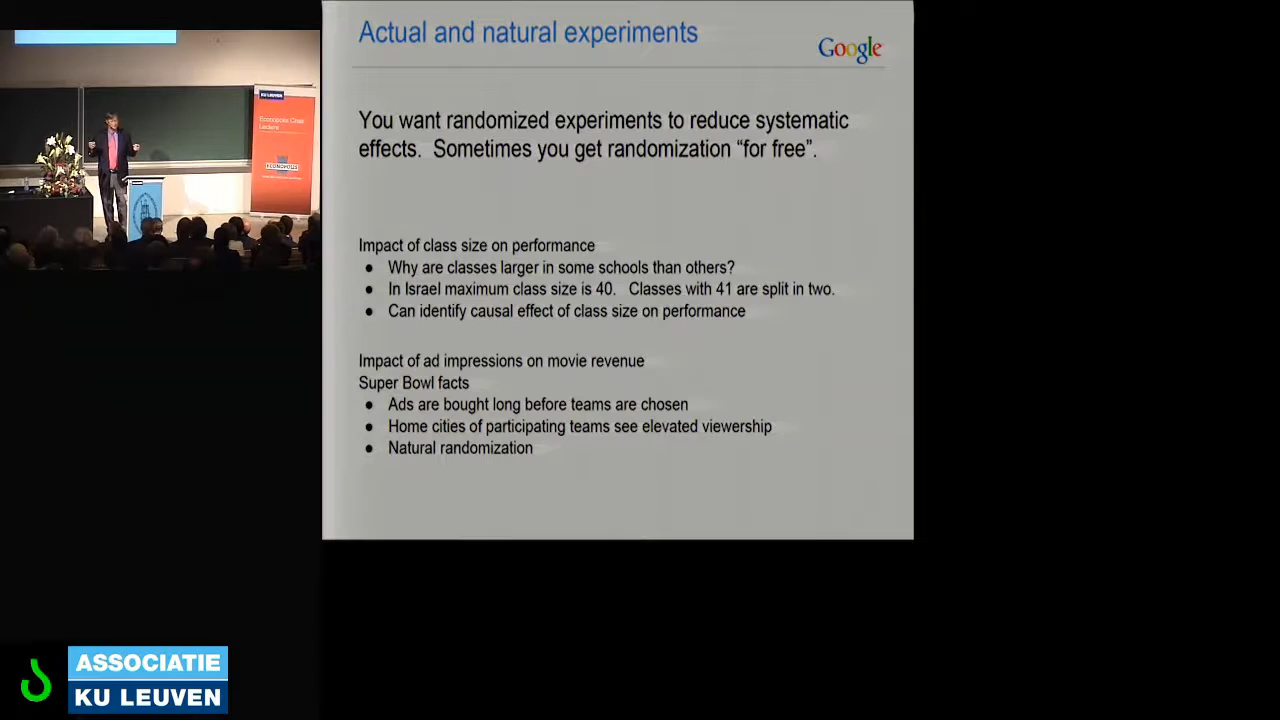 Actual and natural experiments
Google
You want randomized experiments to reduce systematic
effects. Sometimes you get randomization “for free”.
Impact of class size on performance
● Why are classes larger in some schools than others?
● In Israel maximum class size is 40. Classes with 41 are split in two.
● Can identify causal effect of class size on performance
Impact of ad impressions on movie revenue
Super Bowl facts
● Ads are bought long before teams are chosen
● Home cities of participating teams see elevated viewership
● Natural randomization
KU LEUVEN
Economics
Lecture
ECONOPOLIS
ASSOCIATIE
KU LEUVEN